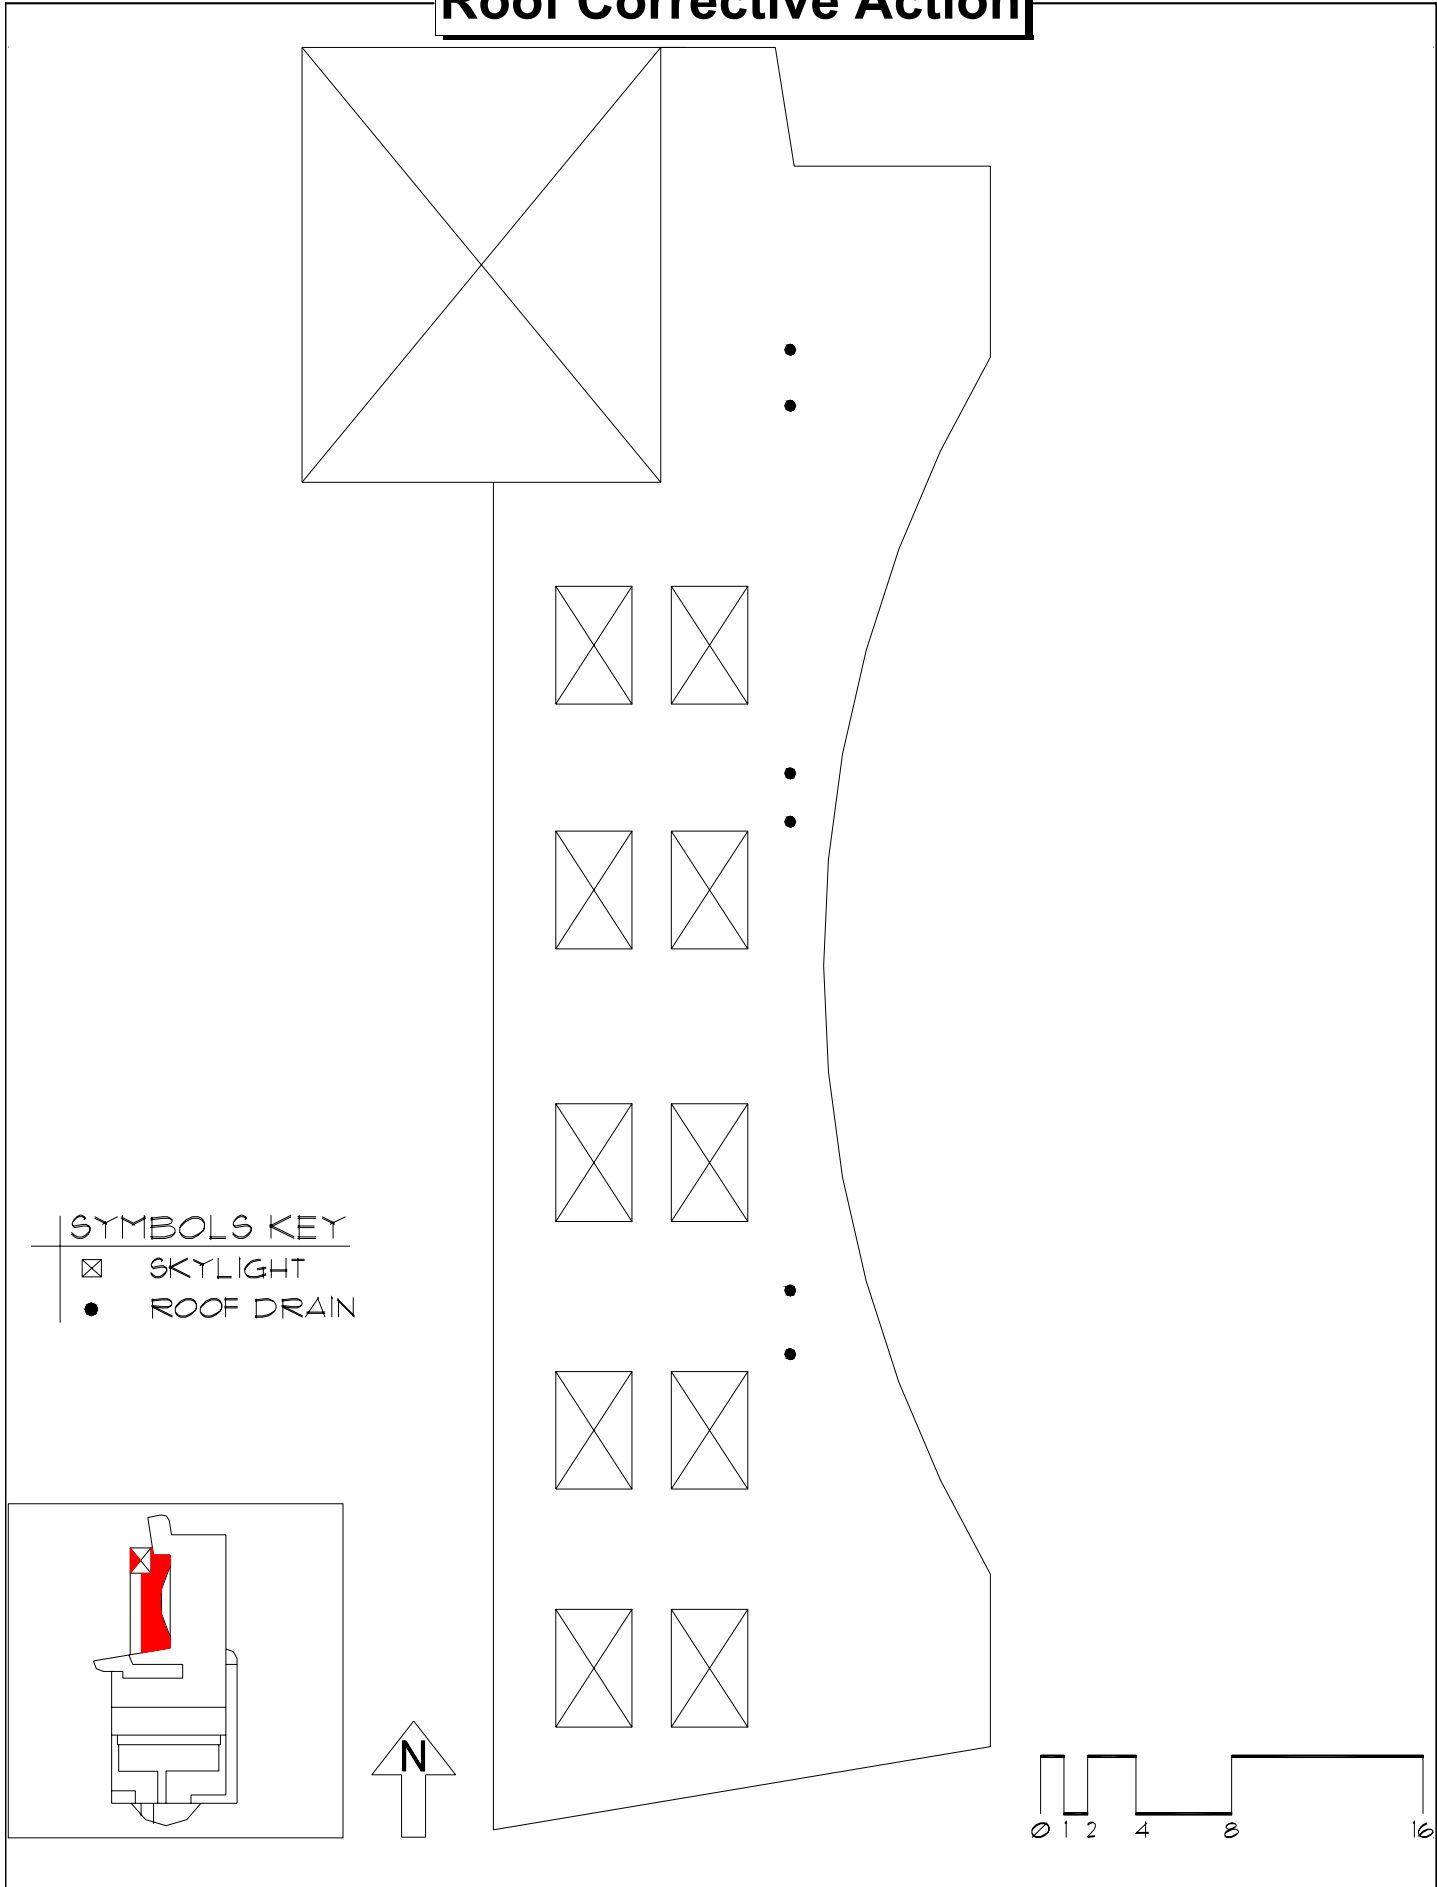 Roof Corrective Action
SYMBOLS KEY
SKYLIGHT
ROOF DRAIN
N
0 1 2 4 8 16